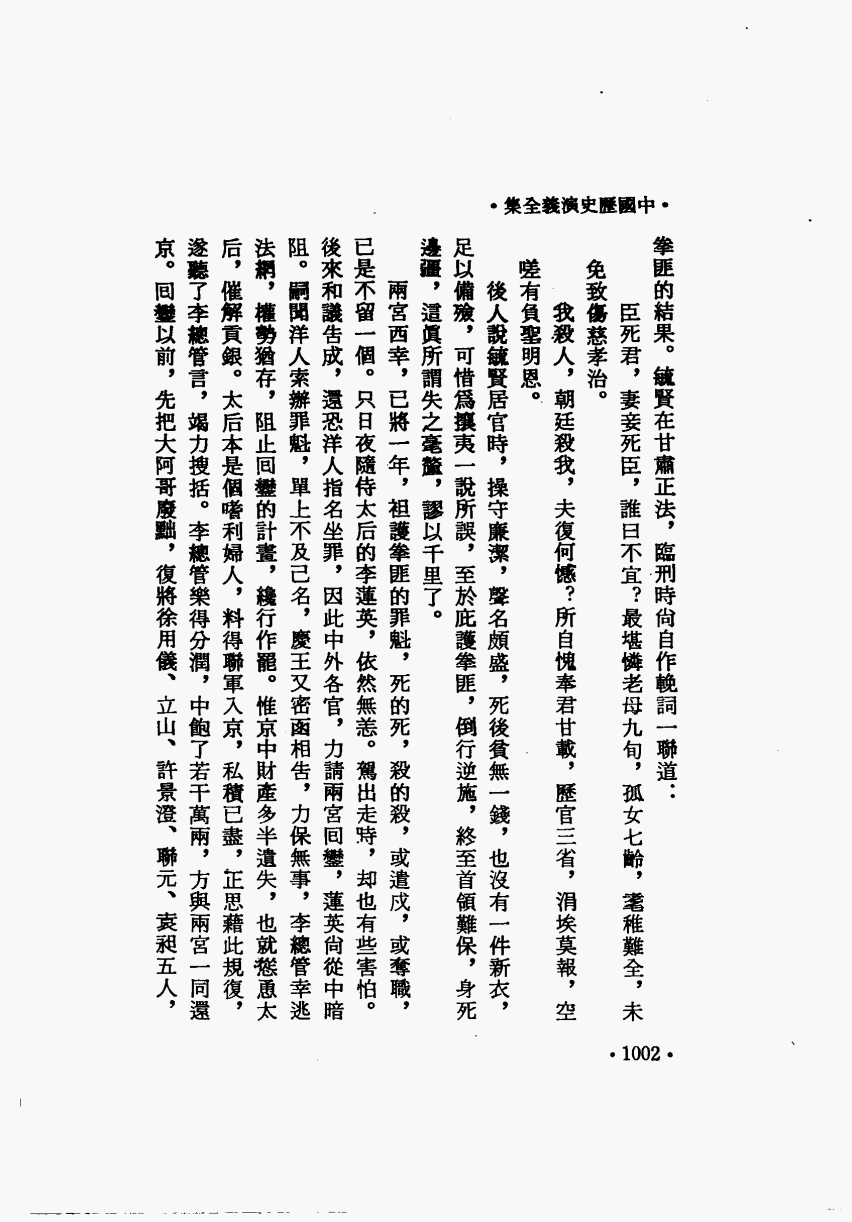 •中國歷史演義全集•
拳匪的結果。毓賢在甘肅正法，臨刑時尙自作輓詞一聯道：
臣死君，妻妾死臣，誰曰不宜？最堪憐老母九旬，孤女七齡，耄稚難全，未
免致傷慈孝治。
我殺人，朝廷殺我，夫復何憾？所自愧奉君廿載，歷官三省，涓埃莫報，空
嗟有負聖明恩。
後人說毓賢居官時，操守廉潔，聲名頗盛，死後貧無一錢，也沒有一件新衣，
足以備殮，可惜爲攘夷一說所誤，至於庇護拳匪，倒行逆施，終至首領難保，身死
邊疆，這眞所謂失之毫釐，謬以千里了。
兩宮西幸，已將一年，袒護拳匪的罪魁，死的死，殺的殺，或遣戍，或奪職，
已是不留一個。只日夜隨侍太后的李蓮英，依然無恙。駕出走時，却也有些害怕。
後來和議告成，還恐洋人指名坐罪，因此中外各官，力請兩宮回鑾，蓮英尙從中暗
阻。嗣聞洋人索辦罪魁，單上不及己名，慶王又密函相告，力保無事，李總管幸逃
法網，權勢猶存，阻止回鑾的計畫，纔行作罷。惟京中財產多半遺失，也就慫恿太
后，催解貢銀。太后本是個嗜利婦人，料得聯軍入京，私積已盡，正思藉此規復，
遂聽了李總管言，竭力搜括。李總管樂得分潤，中飽了若干萬兩，方與兩宮一同還
京。回鑾以前，先把大阿哥廢黜，復將徐用儀、立山、許景澄、聯元、袁昶五人，
•1002•